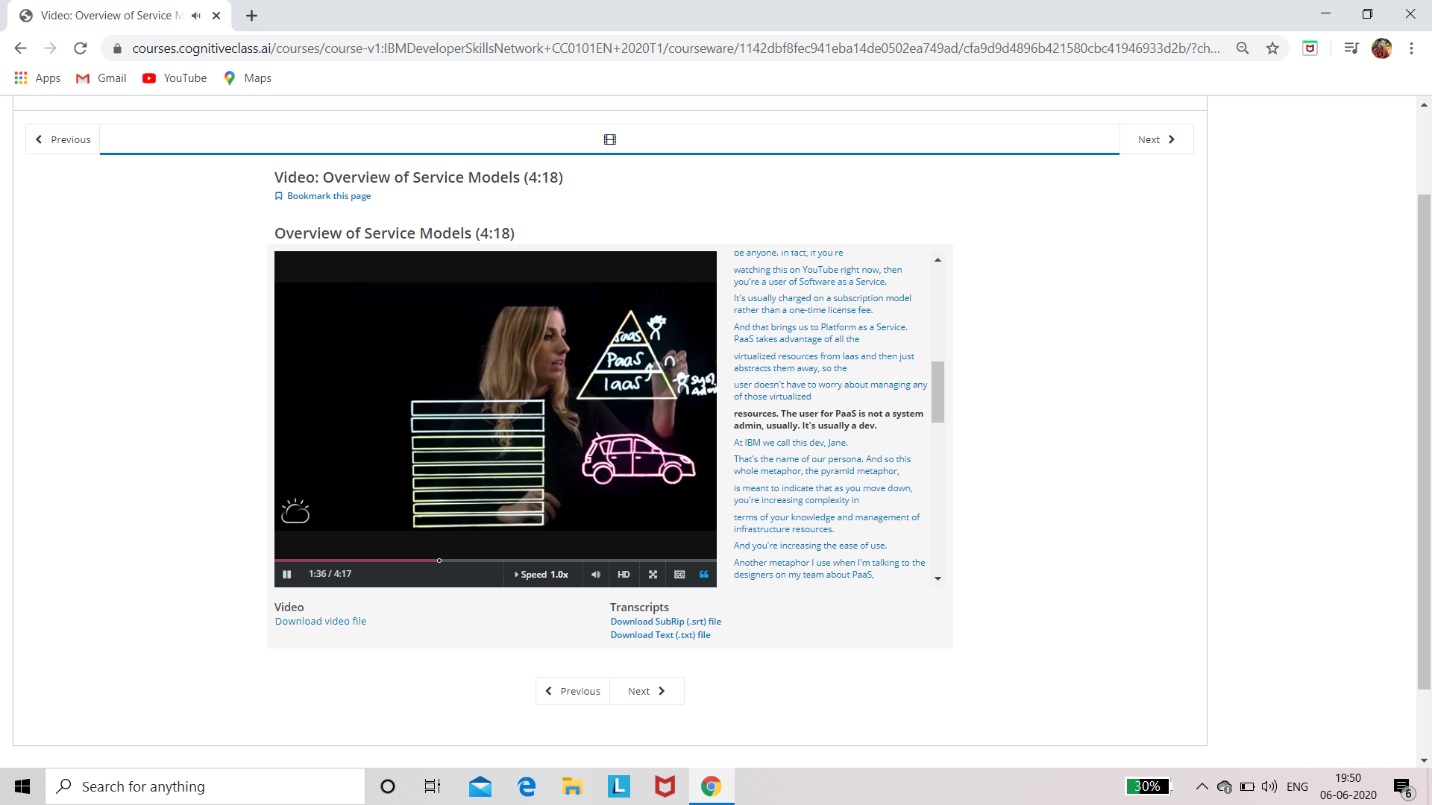 Video: Overview of Service M
courses.cognitiveclass.ai/courses/course-v1:IBMDeveloperSkillsNetwork+CC0101EN+2020T1/courseware/1142dbf8fec941eba14de0502ea749ad/cfa9d9d4896b421580cbc41946933d2b/?ch...
Apps Gmail YouTube Maps
Previous
Next
Video: Overview of Service Models (4:18)
Bookmark this page
Overview of Service Models (4:18)
saas
Paas
Iaas
sys.
Adm
1:36 / 4:17
Speed 1.0x
HD
be anyone. In fact, if you're
watching this on YouTube right now, then
you're a user of Software as a Service.
It's usually charged on a subscription model
rather than a one-time license fee.
And that brings us to Platform as a Service.
PaaS takes advantage of all the
virtualized resources from Iaas and then just
abstracts them away, so the
user doesn't have to worry about managing any
of those virtualized
resources. The user for PaaS is not a system
admin, usually. It's usually a dev.
At IBM we call this dev, Jane.
That's the name of our persona. And so this
whole metaphor, the pyramid metaphor,
is meant to indicate that as you move down,
you're increasing complexity in
terms of your knowledge and management of
infrastructure resources.
And you're increasing the ease of use.
Another metaphor I use when I'm talking to the
designers on my team about PaaS,
Video
Download video file
Transcripts
Download SubRip (.srt) file
Download Text (.txt) file
Previous Next
Search for anything
L
30%
ENG
19:50
06-06-2020
6